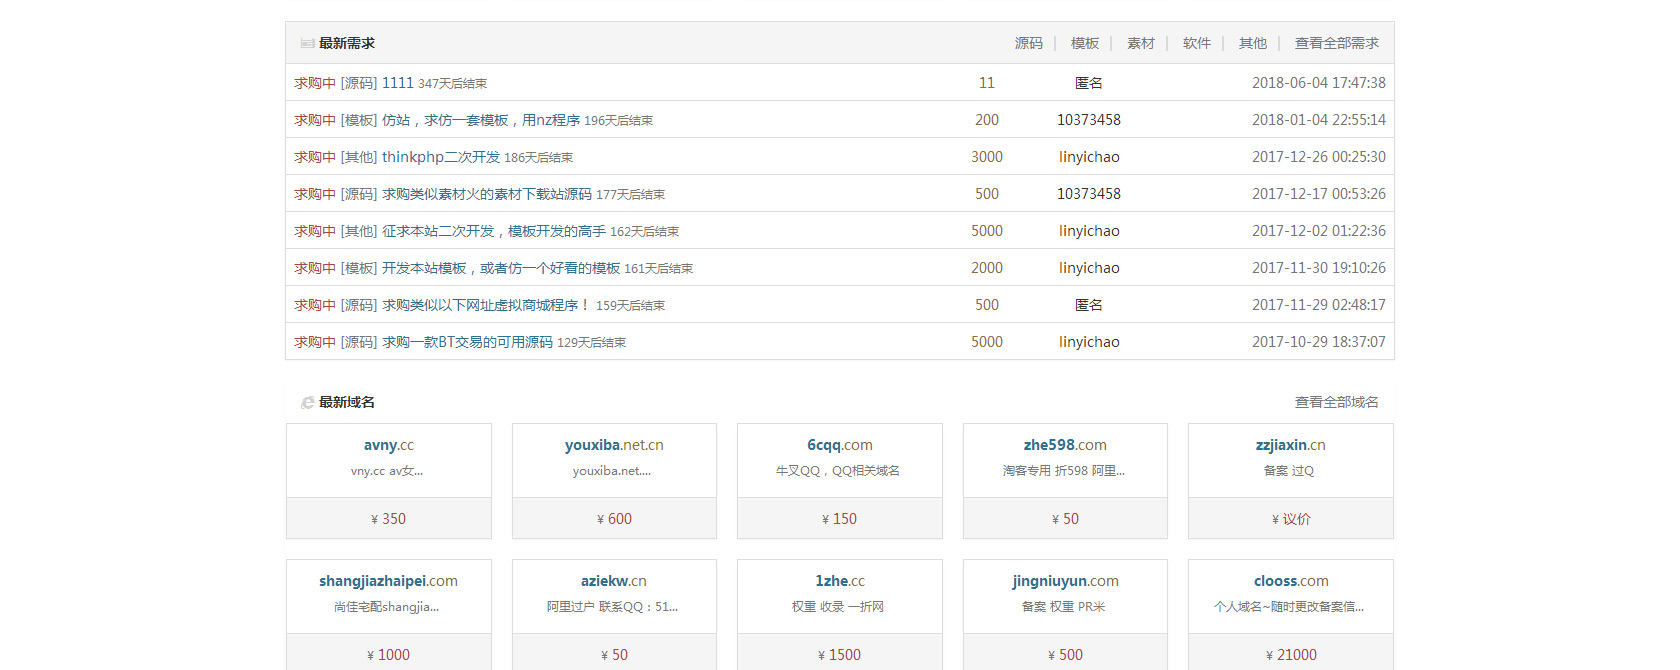 最新需求 源码 | 模板 | 素材 | 软件 | 其他 | 查看全部需求
求购中 [源码] 1111 347天后结束 11 匿名 2018-06-04 17:47:38
求购中 [模板] 仿站，求仿一套模板，用nz程序 196天后结束 200 10373458 2018-01-04 22:55:14
求购中 [其他] thinkphp二次开发 186天后结束 3000 linyichao 2017-12-26 00:25:30
求购中 [源码] 求购类似素材火的素材下载站源码 177天后结束 500 10373458 2017-12-17 00:53:26
求购中 [其他] 征求本站二次开发，模板开发的高手 162天后结束 5000 linyichao 2017-12-02 01:22:36
求购中 [模板] 开发本站模板，或者仿一个好看的模板 161天后结束 2000 linyichao 2017-11-30 19:10:26
求购中 [源码] 求购类似以下网址虚拟商城程序！ 159天后结束 500 匿名 2017-11-29 02:48:17
求购中 [源码] 求购一款BT交易的可用源码 129天后结束 5000 linyichao 2017-10-29 18:37:07
最新域名 查看全部域名
avny.cc youxiba.net.cn 6cqq.com zhe598.com zzjiaxin.cn
vny.cc av女... youxiba.net.... 牛叉QQ，QQ相关域名 淘客专用 折598 阿里... 备案 过Q
¥ 350 ¥ 600 ¥ 150 ¥ 50 ¥ 议价
shangjiazhaipei.com aziekw.cn 1zhe.cc jingniuyun.com clooss.com
尚佳宅配shangjia... 阿里过户 联系QQ：51... 权重 收录 一折网 备案 权重 PR米 个人域名~随时更改备案信...
¥ 1000 ¥ 50 ¥ 1500 ¥ 500 ¥ 21000